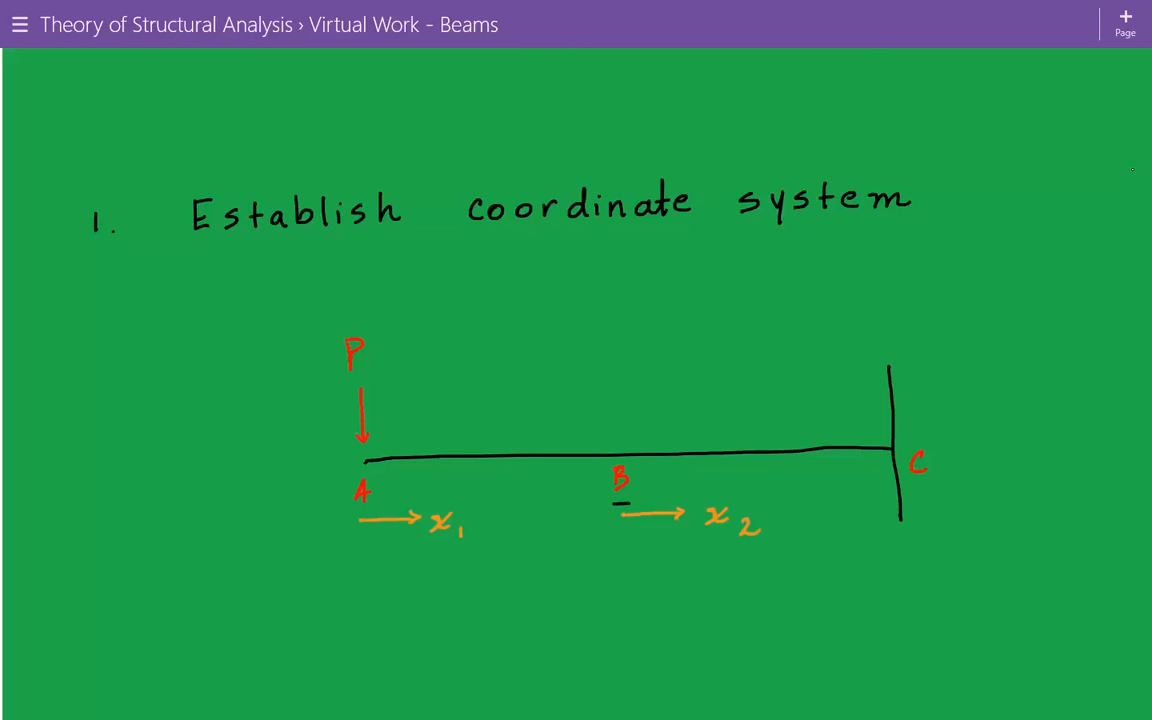 Theory of Structural Analysis › Virtual Work - Beams
Page
1. Establish coordinate system
P
A
B
C
x₁
x₂